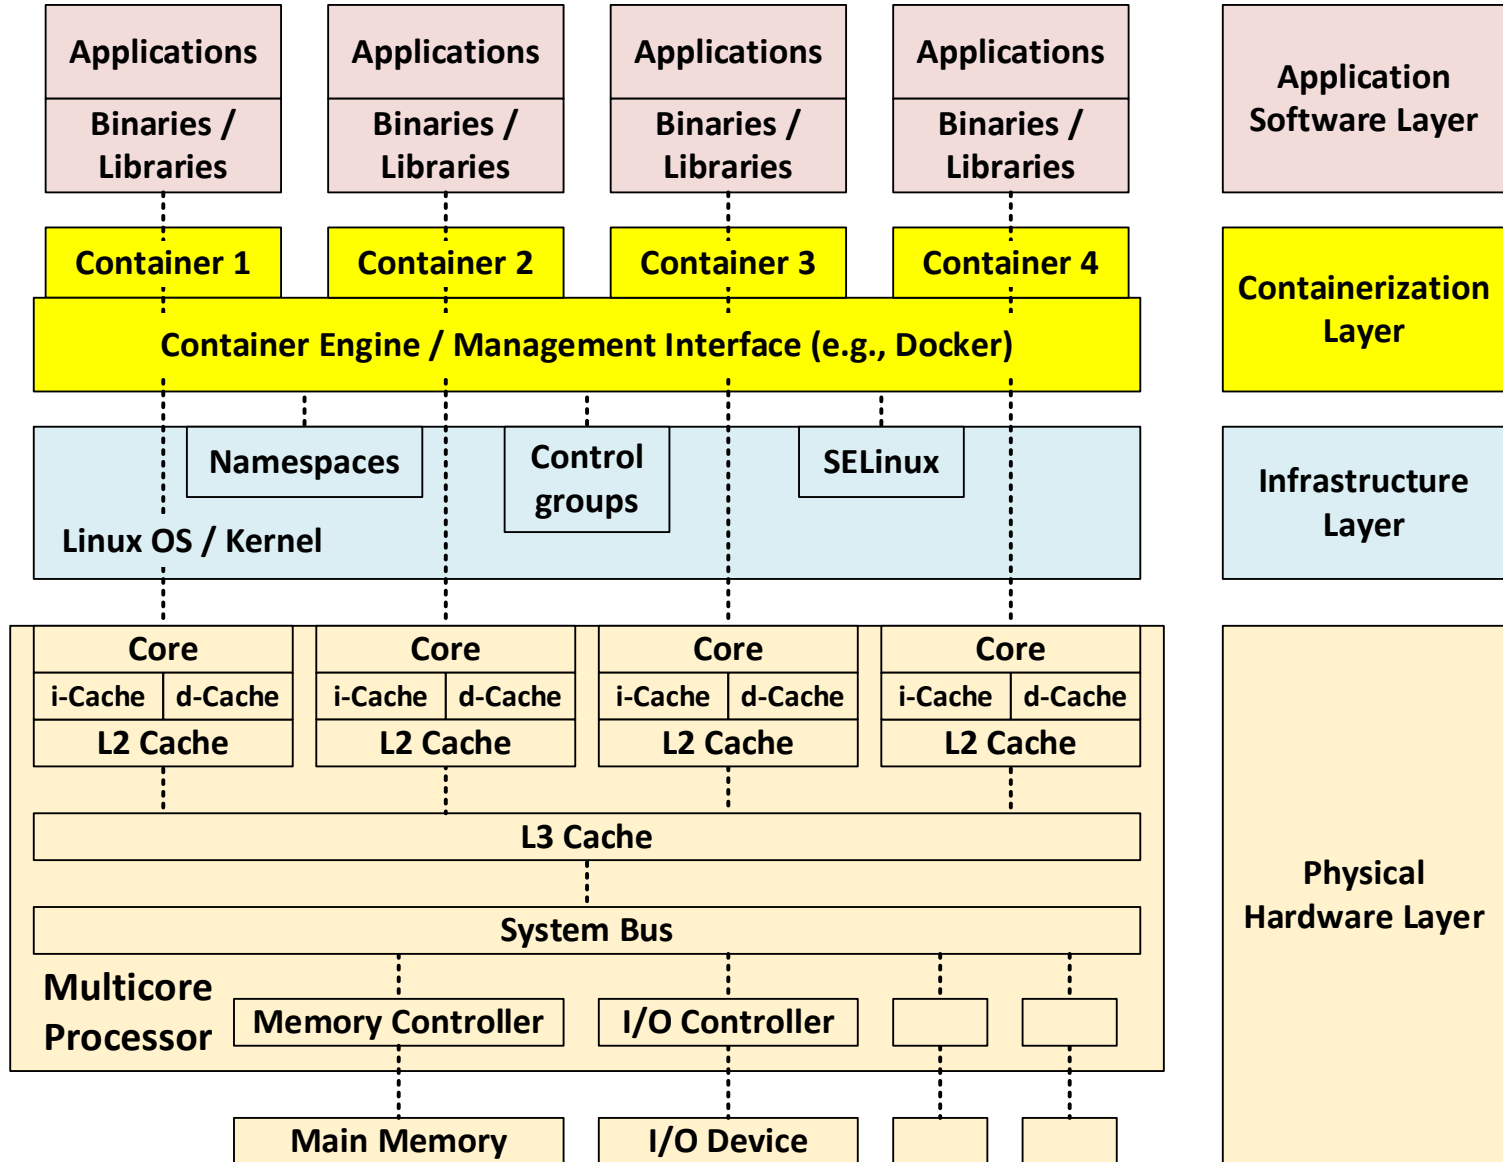 Applications
Applications
Applications
Applications
Application
Software Layer
Binaries /
Libraries
Binaries /
Libraries
Binaries /
Libraries
Binaries /
Libraries
Container 1
Container 2
Container 3
Container 4
Containerization
Layer
Container Engine / Management Interface (e.g., Docker)
Namespaces
Control
groups
SELinux
Linux OS / Kernel
Infrastructure
Layer
Core
Core
Core
Core
i-Cache
d-Cache
i-Cache
d-Cache
i-Cache
d-Cache
i-Cache
d-Cache
L2 Cache
L2 Cache
L2 Cache
L2 Cache
L3 Cache
System Bus
Physical
Hardware Layer
Multicore
Processor
Memory Controller
I/O Controller
Main Memory
I/O Device